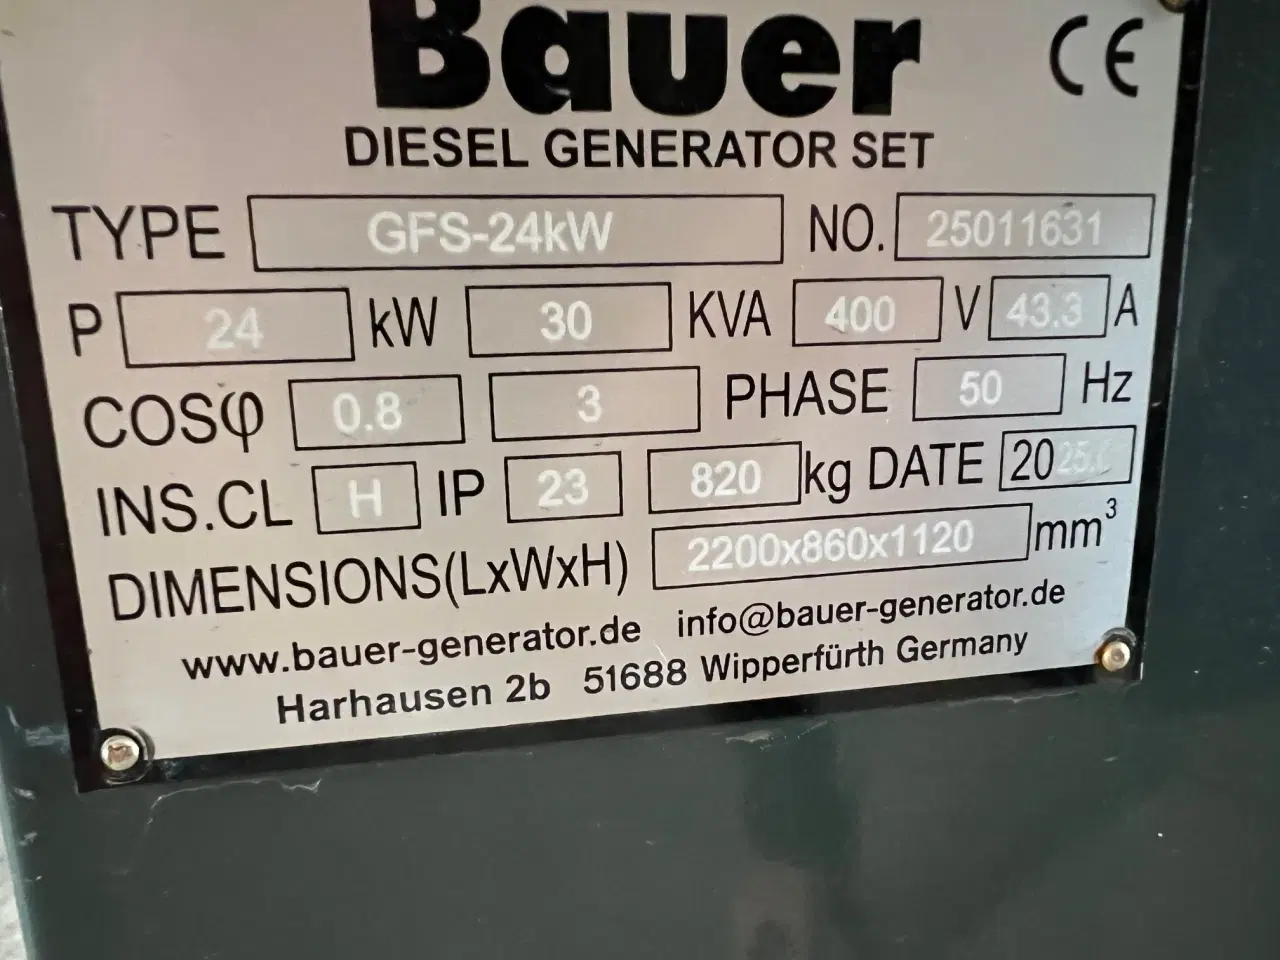 Bauer CE
DIESEL GENERATOR SET
TYPE GFS-24kW NO. 25011631
P 24 kW 30 KVA 400 V 43.3 A
COSφ 0.8 3 PHASE 50 Hz
INS.CL H IP 23 820 kg DATE 2025.
DIMENSIONS(LxWxH) 2200x860x1120 mm³
www.bauer-generator.de info@bauer-generator.de
Harhausen 2b 51688 Wipperfürth Germany